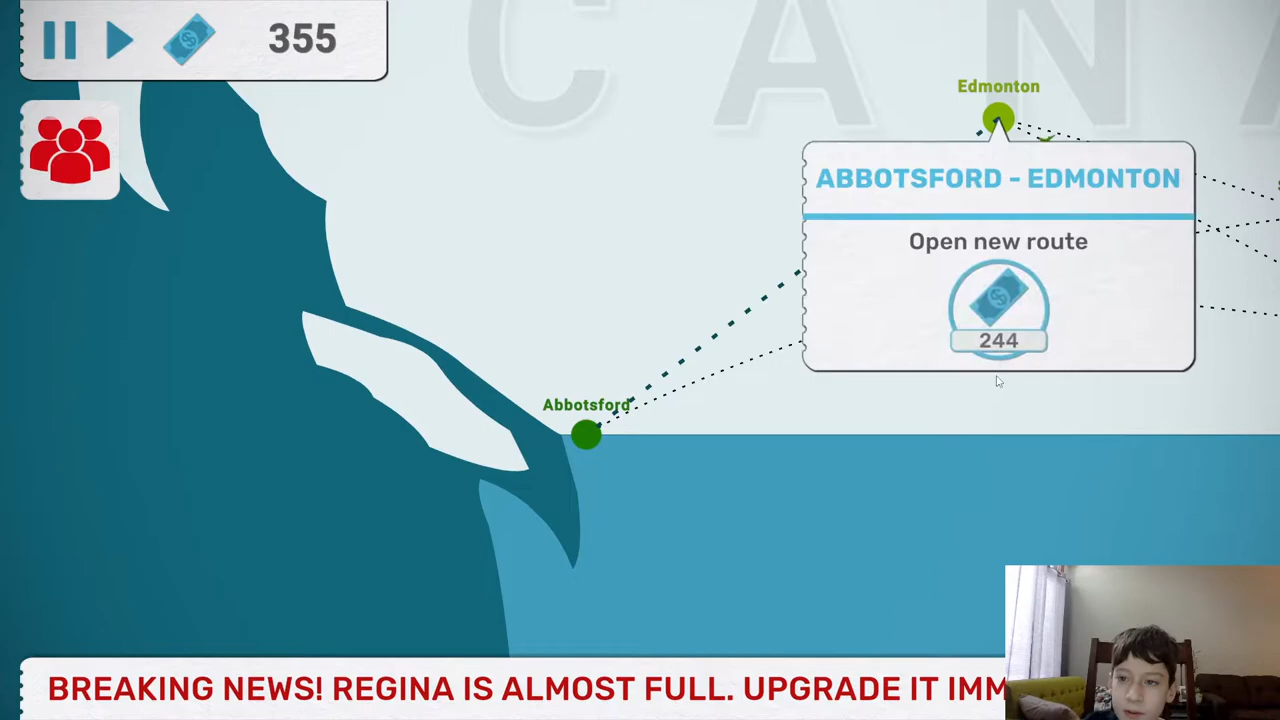 355
CANA
Edmonton
ABBOTSFORD - EDMONTON
Open new route
244
Abbotsford
BREAKING NEWS! REGINA IS ALMOST FULL. UPGRADE IT IMM